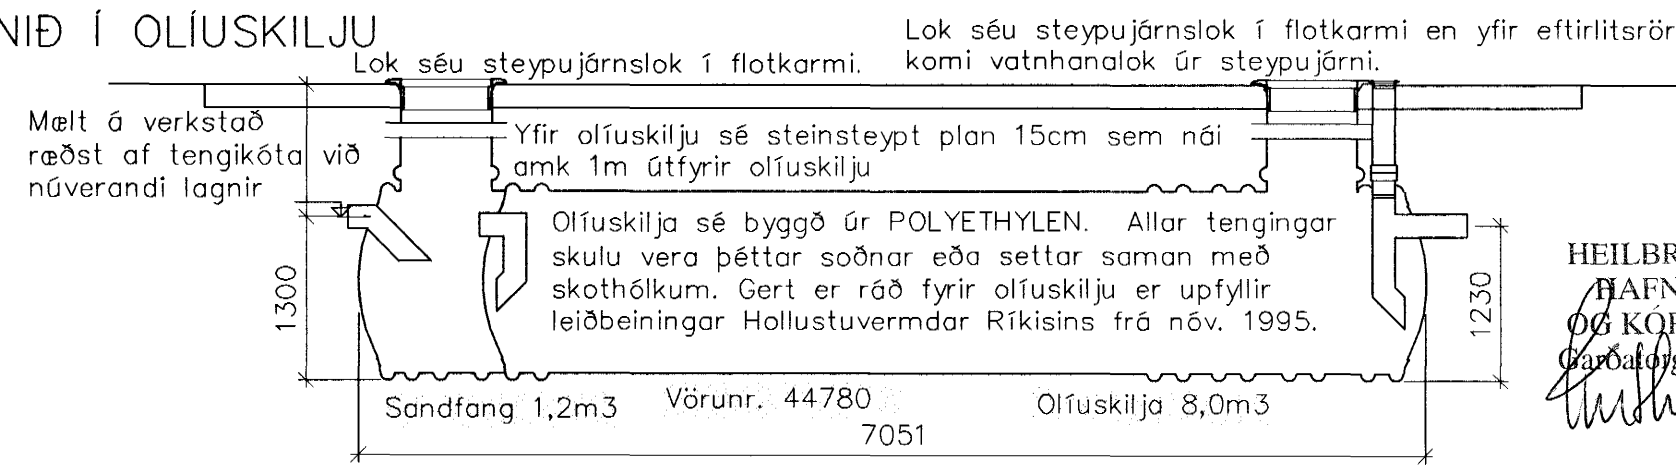 NIÐ Í OLÍUSKILJU
Lok séu steypujárnslok í flotkarmi.
Lok séu steypujárnslok í flotkarmi en yfir eftirlitsrör
komi vatnhanalok úr steypujárni.
Mælt á verkstað
ræðst af tengikóta við
núverandi lagnir
Yfir olíuskilju sé steinsteypt plan 15cm sem nái
amk 1m útfyrir olíuskilju
Olíuskilja sé byggð úr POLYETHYLEN. Allar tengingar
skulu vera þéttar soðnar eða settar saman með
skothólkum. Gert er ráð fyrir olíuskilju er upfyllir
leiðbeiningar Hollustuvermdar Ríkisins frá nóv. 1995.
1300
1230
HEILBR
HAFN
OG KÓP
Garðatorg
Sandfang 1,2m3
Vörunr. 44780
Olíuskilja 8,0m3
7051